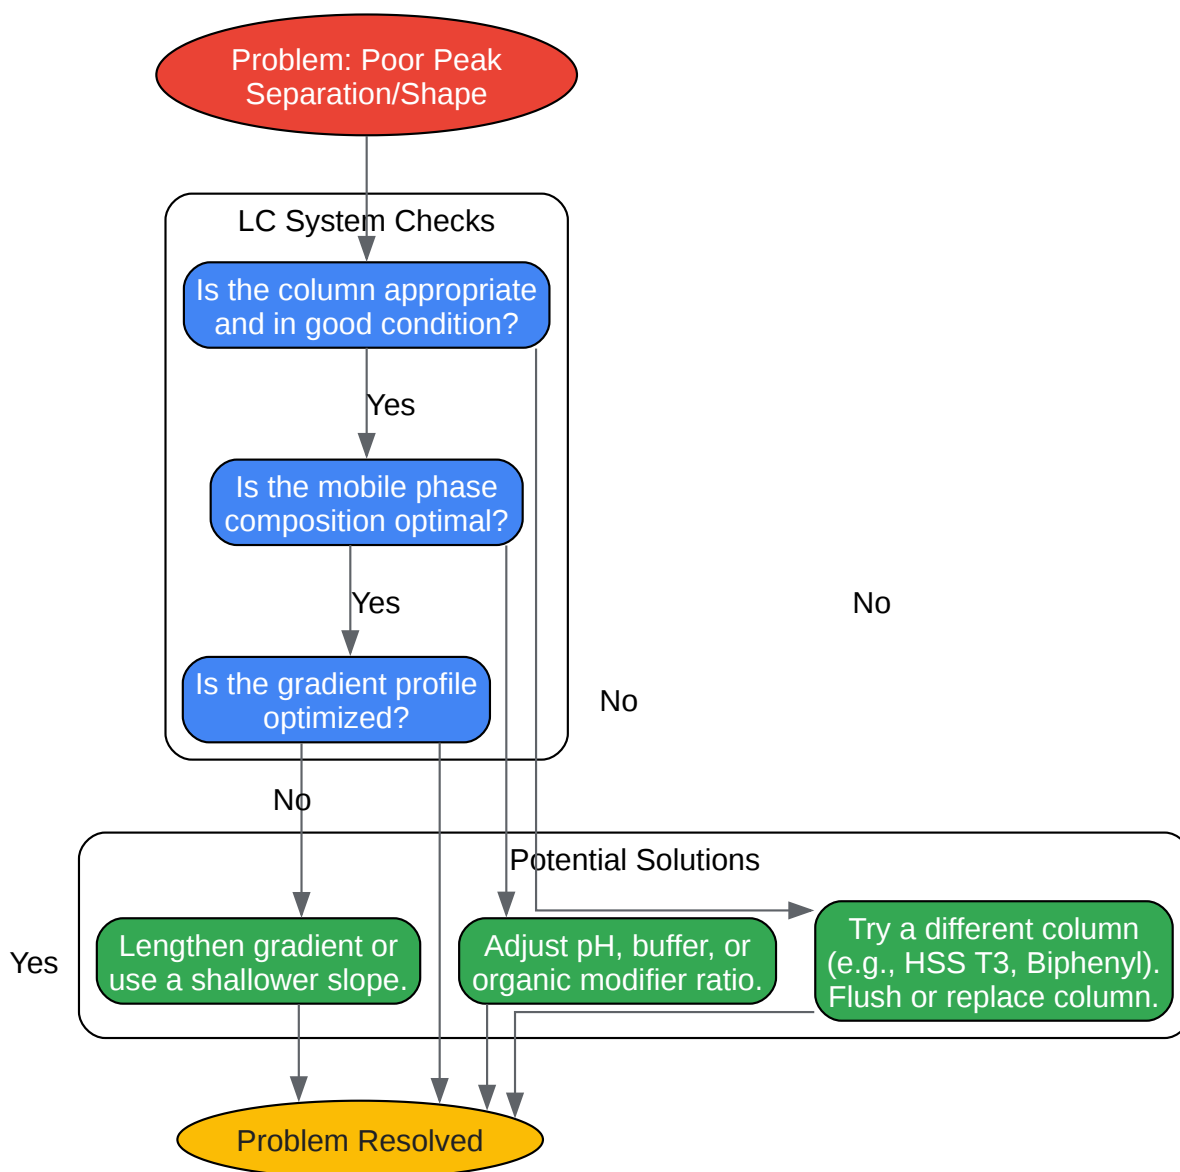 Problem: Poor Peak
Separation/Shape
LC System Checks
Is the column appropriate
and in good condition?
Yes
Is the mobile phase
composition optimal?
Yes
No
Is the gradient profile
optimized?
No
No
Potential Solutions
Lengthen gradient or
use a shallower slope.
Adjust pH, buffer, or
organic modifier ratio.
Try a different column
(e.g., HSS T3, Biphenyl).
Flush or replace column.
Yes
Problem Resolved